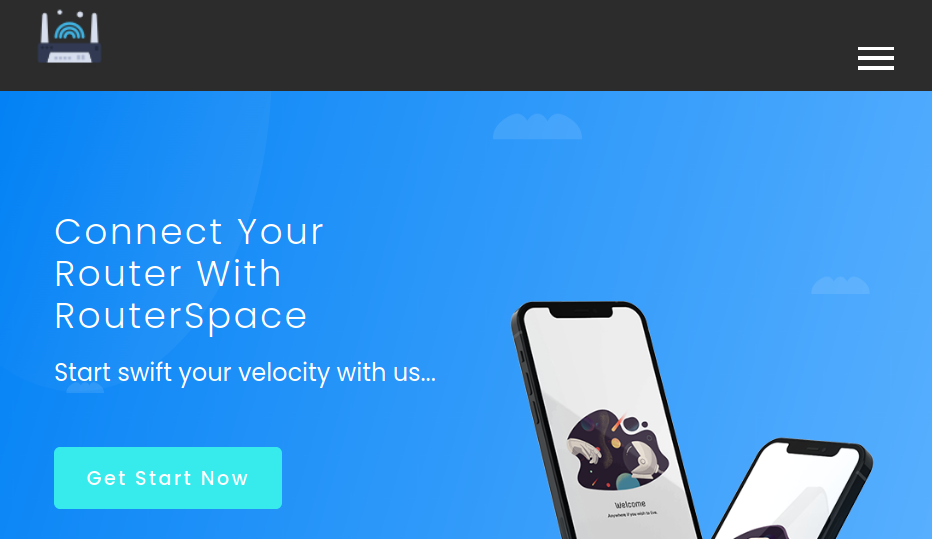 Connect Your
Router With
RouterSpace
Start swift your velocity with us...
Get Start Now
Welcome
Anywhere if you wish to live.